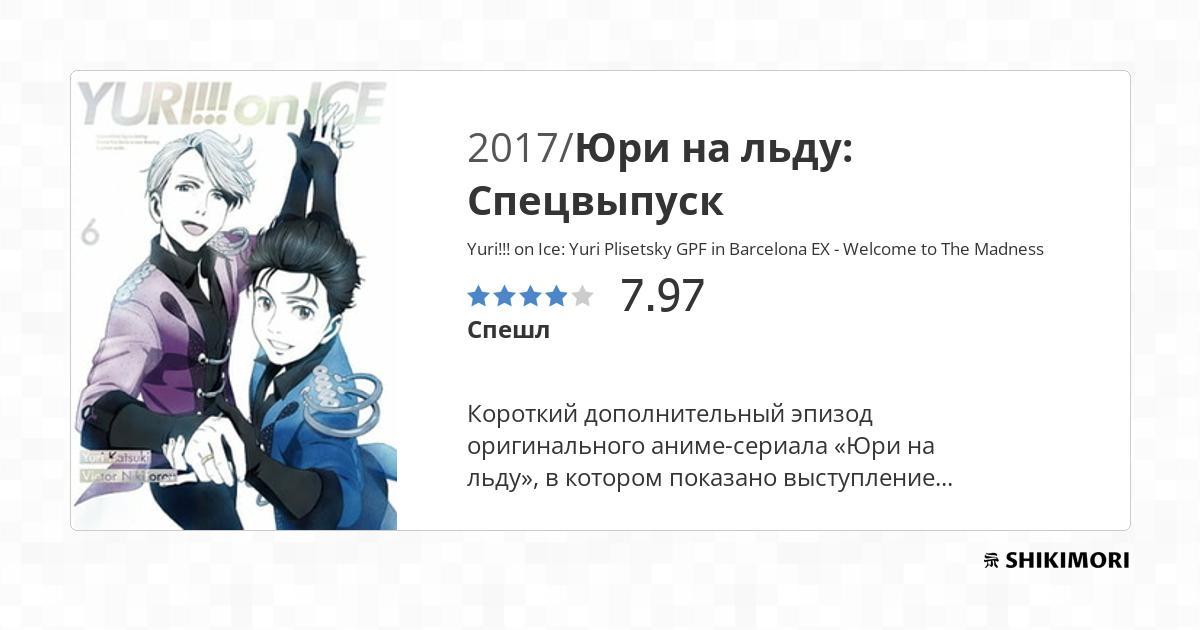 YURI!!! on ICE
6
Yuri Katsuki
Victor Nikiforov
2017/Юри на льду:
Спецвыпуск
Yuri!!! on Ice: Yuri Plisetsky GPF in Barcelona EX - Welcome to The Madness
7.97
Спешл
Короткий дополнительный эпизод
оригинального аниме-сериала «Юри на
льду», в котором показано выступление...
SHIKIMORI